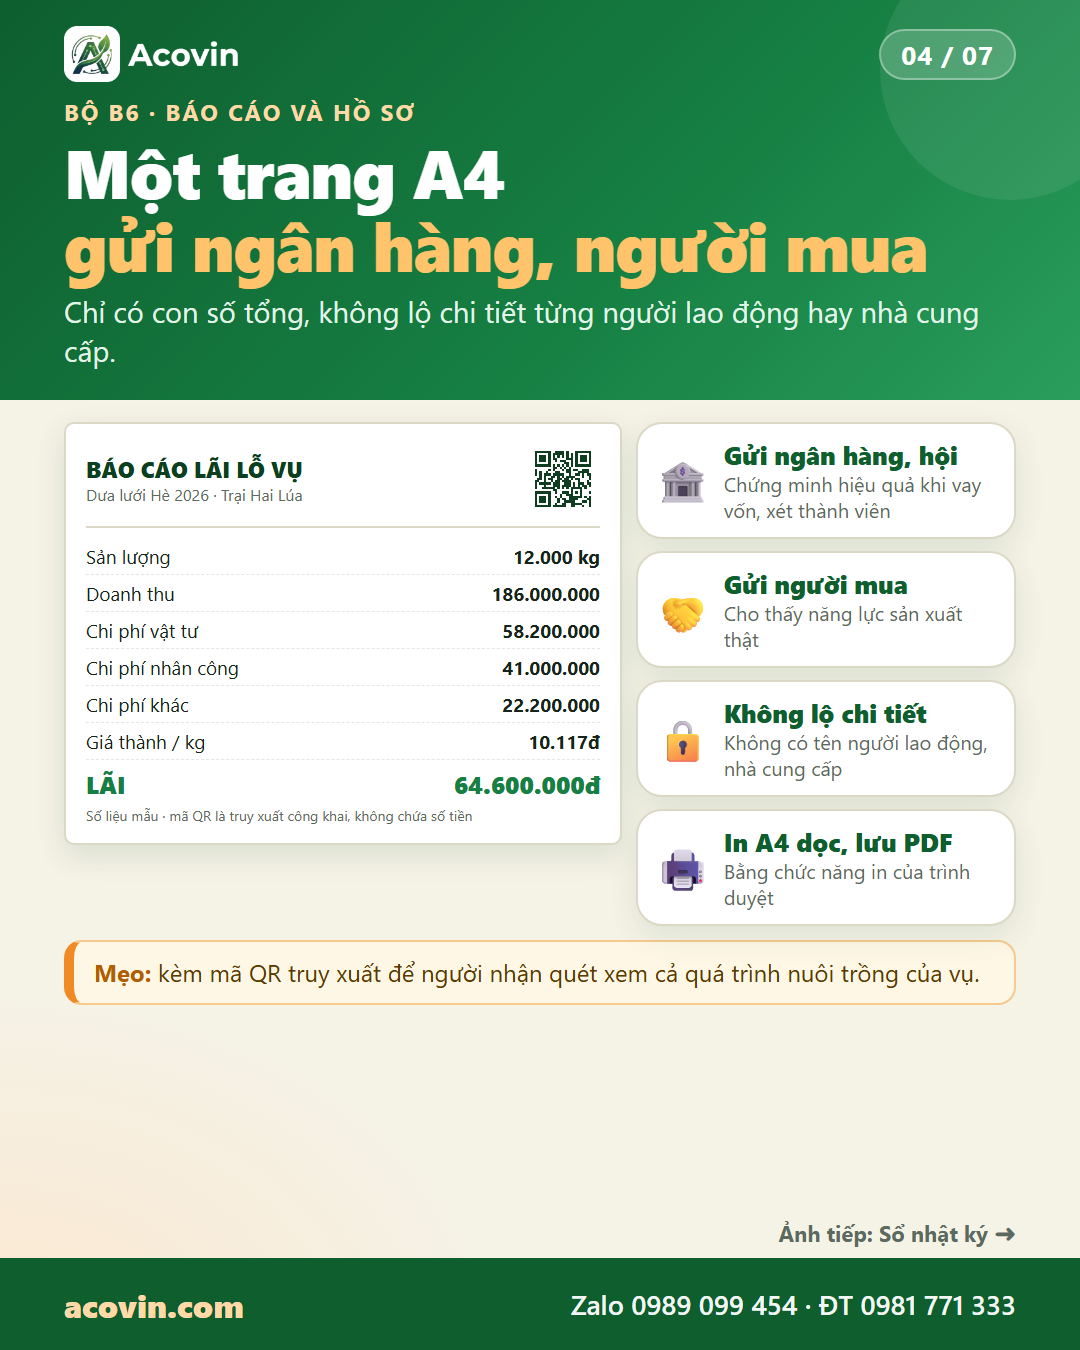 Acovin
04 / 07
BỘ B6 · BÁO CÁO VÀ HỒ SƠ
Một trang A4
gửi ngân hàng, người mua
Chỉ có con số tổng, không lộ chi tiết từng người lao động hay nhà cung
cấp.
BÁO CÁO LÃI LỖ VỤ
Dưa lưới Hè 2026 · Trại Hai Lúa
Sản lượng 12.000 kg
Doanh thu 186.000.000
Chi phí vật tư 58.200.000
Chi phí nhân công 41.000.000
Chi phí khác 22.200.000
Giá thành / kg 10.117đ
LÃI 64.600.000đ
Số liệu mẫu · mã QR là truy xuất công khai, không chứa số tiền
Gửi ngân hàng, hội
Chứng minh hiệu quả khi vay
vốn, xét thành viên
Gửi người mua
Cho thấy năng lực sản xuất
thật
Không lộ chi tiết
Không có tên người lao động,
nhà cung cấp
In A4 dọc, lưu PDF
Bằng chức năng in của trình
duyệt
Mẹo: kèm mã QR truy xuất để người nhận quét xem cả quá trình nuôi trồng của vụ.
Ảnh tiếp: Sổ nhật ký ➜
acovin.com
Zalo 0989 099 454 · ĐT 0981 771 333